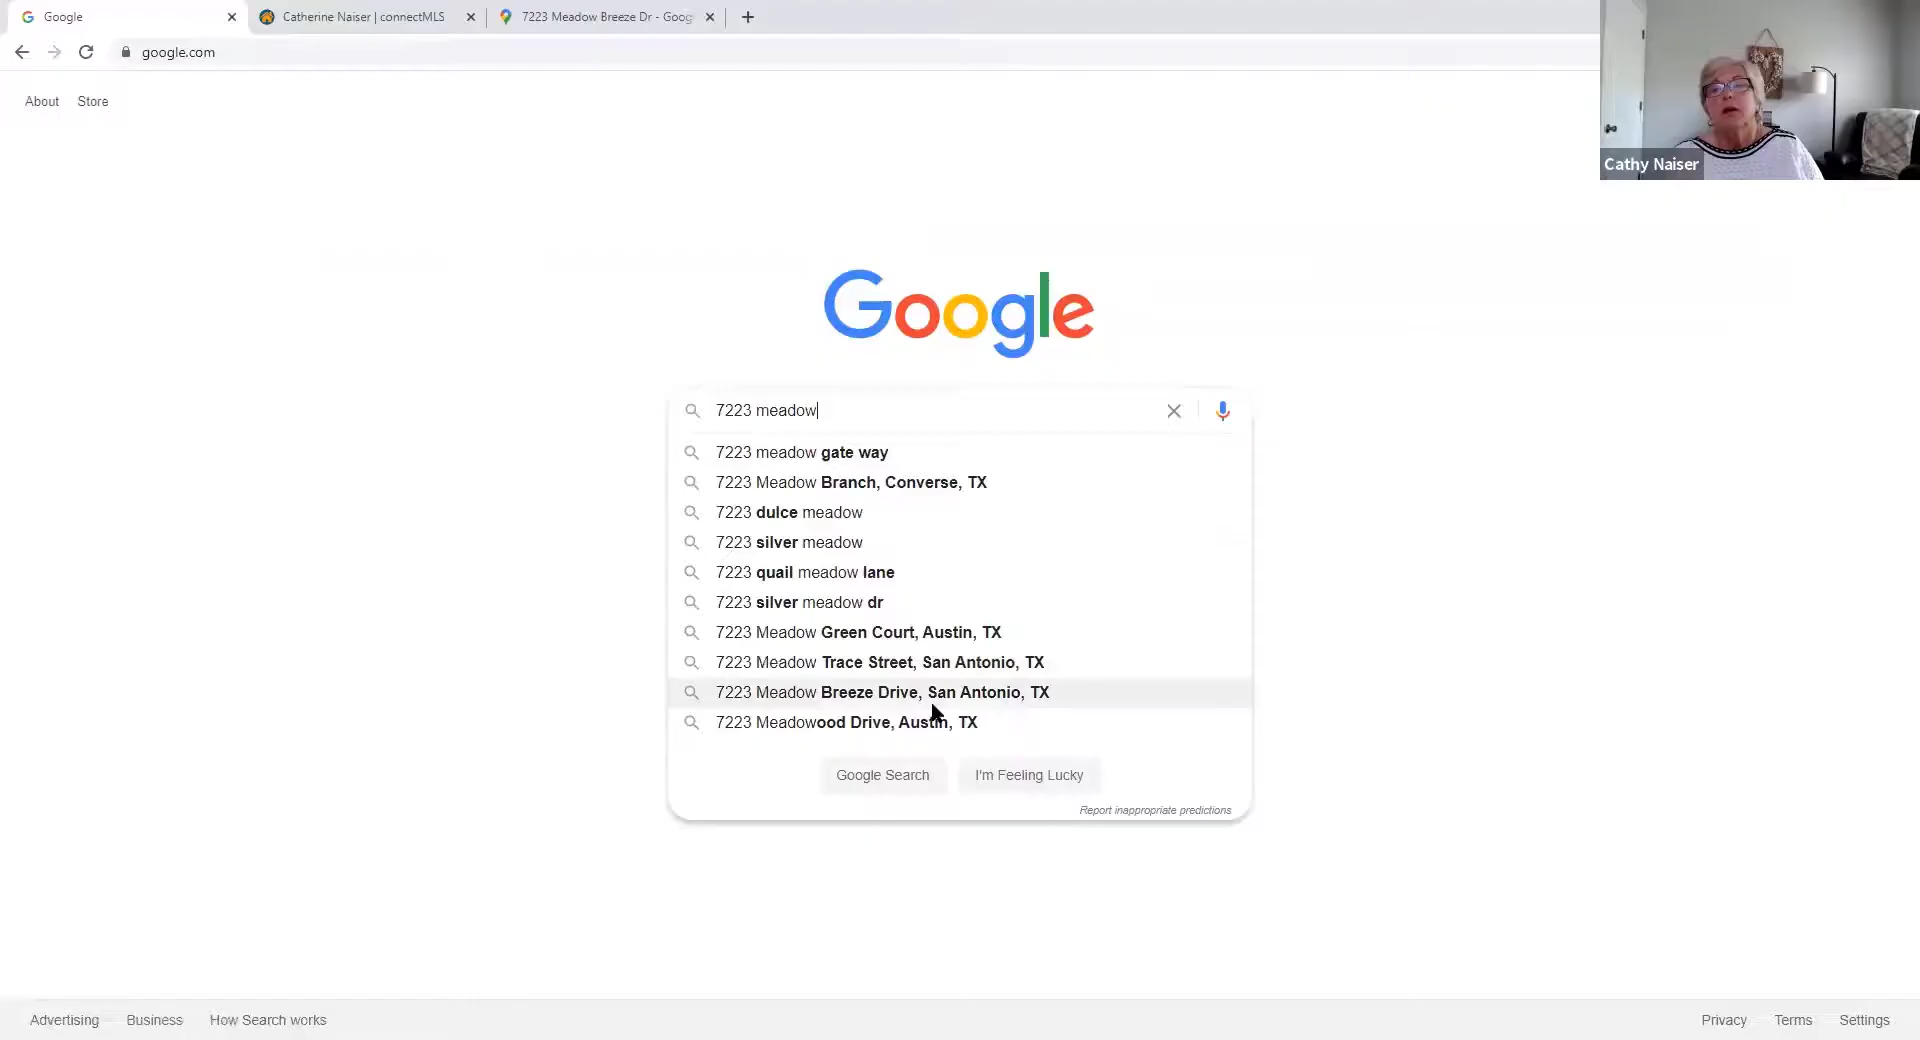 Google
Catherine Naiser | connectMLS
7223 Meadow Breeze Dr - Goog
google.com
About Store
Cathy Naiser
Google
7223 meadow
7223 meadow gate way
7223 Meadow Branch, Converse, TX
7223 dulce meadow
7223 silver meadow
7223 quail meadow lane
7223 silver meadow dr
7223 Meadow Green Court, Austin, TX
7223 Meadow Trace Street, San Antonio, TX
7223 Meadow Breeze Drive, San Antonio, TX
7223 Meadowood Drive, Austin, TX
Google Search I'm Feeling Lucky
Report inappropriate predictions
Advertising Business How Search works Privacy Terms Settings